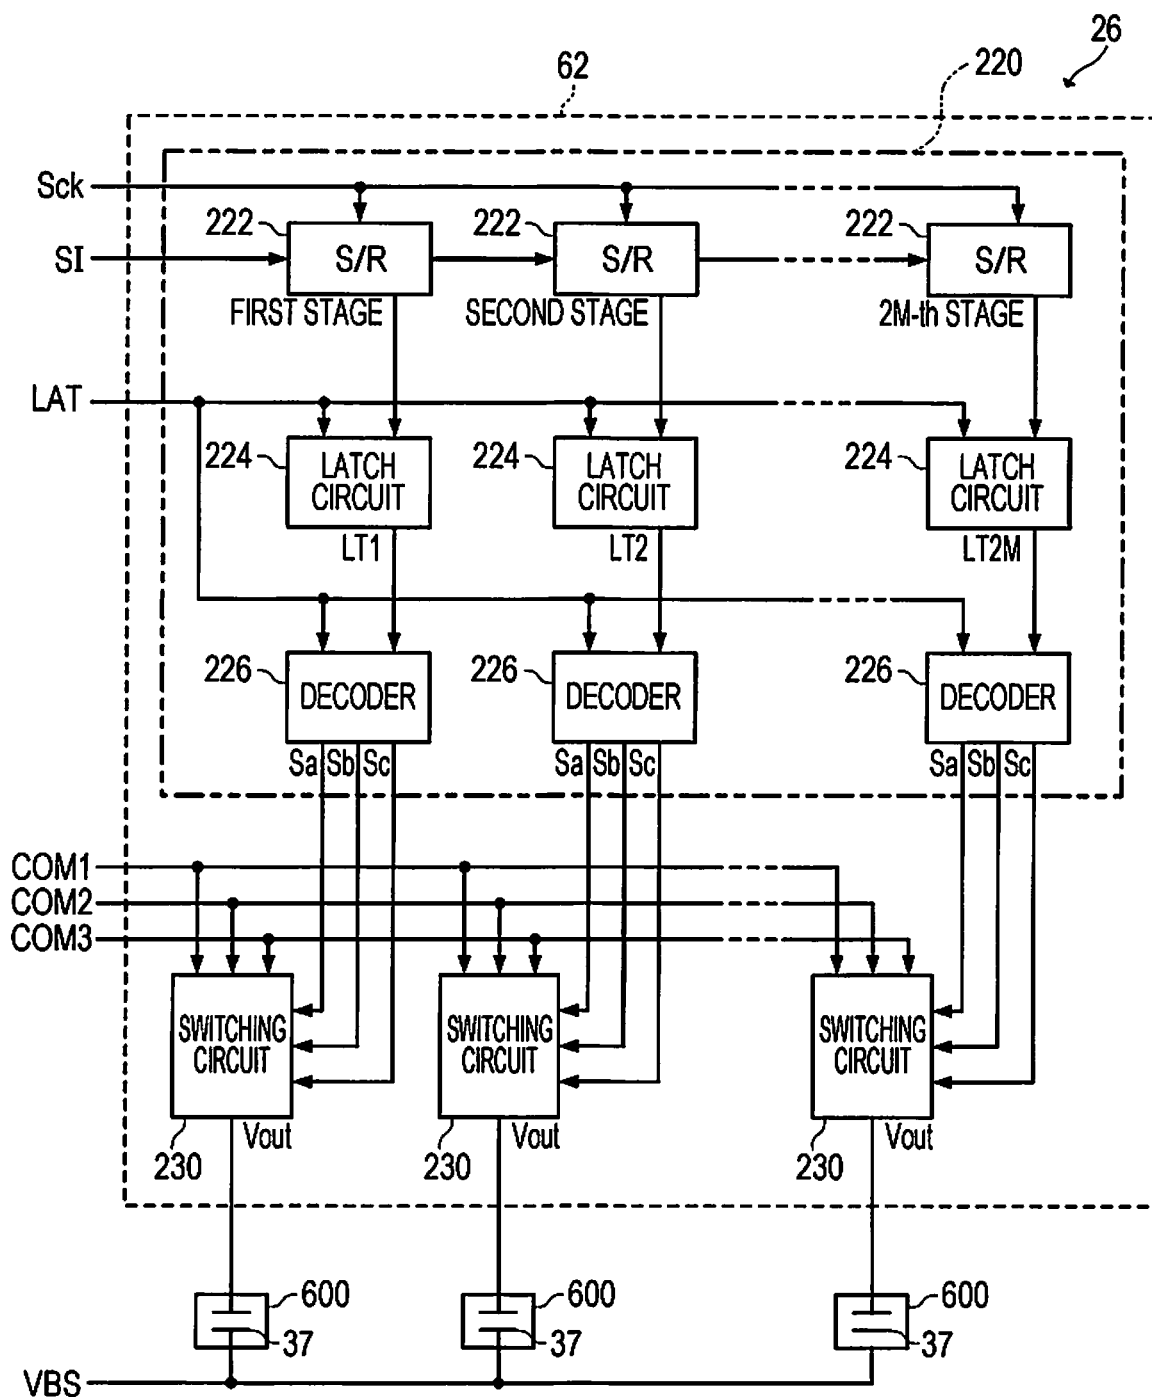 26
62
220
Sck
222
222
222
SI
S/R
S/R
S/R
FIRST STAGE
SECOND STAGE
2M-th STAGE
LAT
224
LATCH
CIRCUIT
224
LATCH
CIRCUIT
224
LATCH
CIRCUIT
LT1
LT2
LT2M
226
DECODER
226
DECODER
226
DECODER
Sa Sb Sc
Sa Sb Sc
Sa Sb Sc
COM1
COM2
COM3
SWITCHING
CIRCUIT
SWITCHING
CIRCUIT
SWITCHING
CIRCUIT
230
Vout
230
Vout
230
Vout
600
37
600
37
600
37
VBS